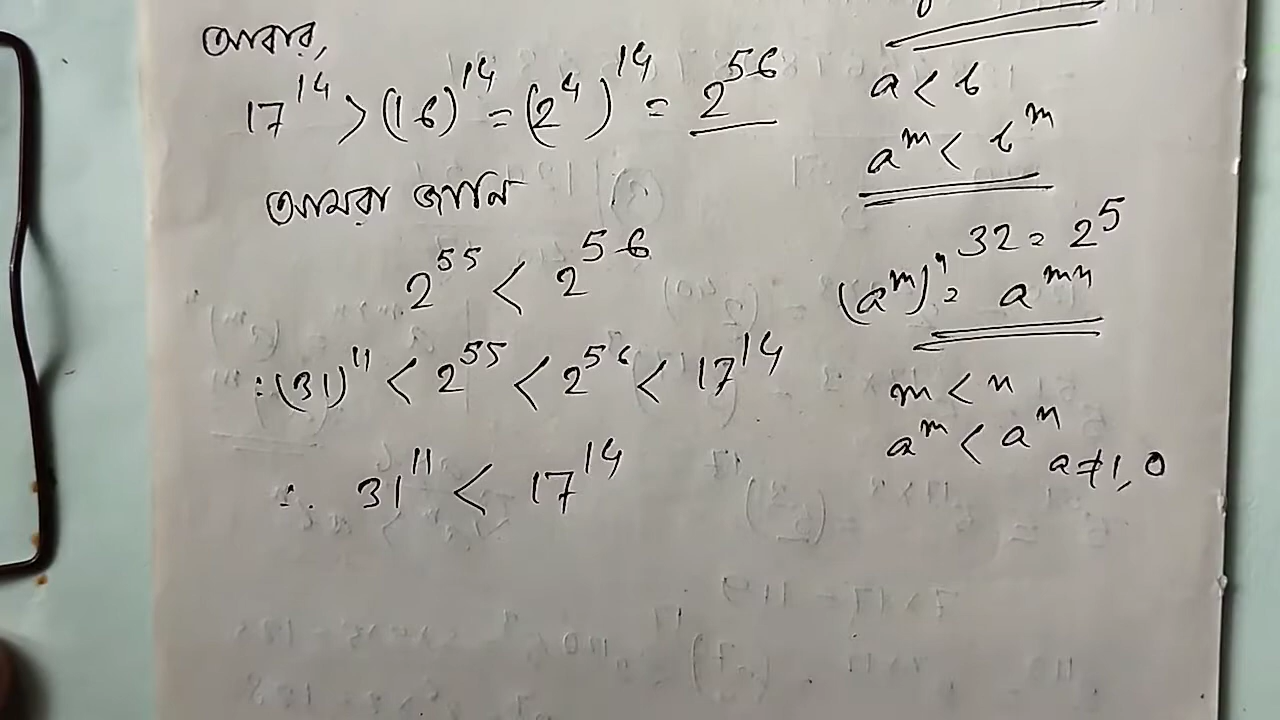 আবার,
17^14 > (16)^14 = (2^4)^14 = 2^56
আমরা জানি
2^55 < 2^56
∴ (31)^11 < 2^55 < 2^56 < 17^14
∴ 31^11 < 17^14
a < b
a^m < b^m
32 = 2^5
(a^m)^n = a^mn
m < n
a^m < a^n
a ≠ 1, 0